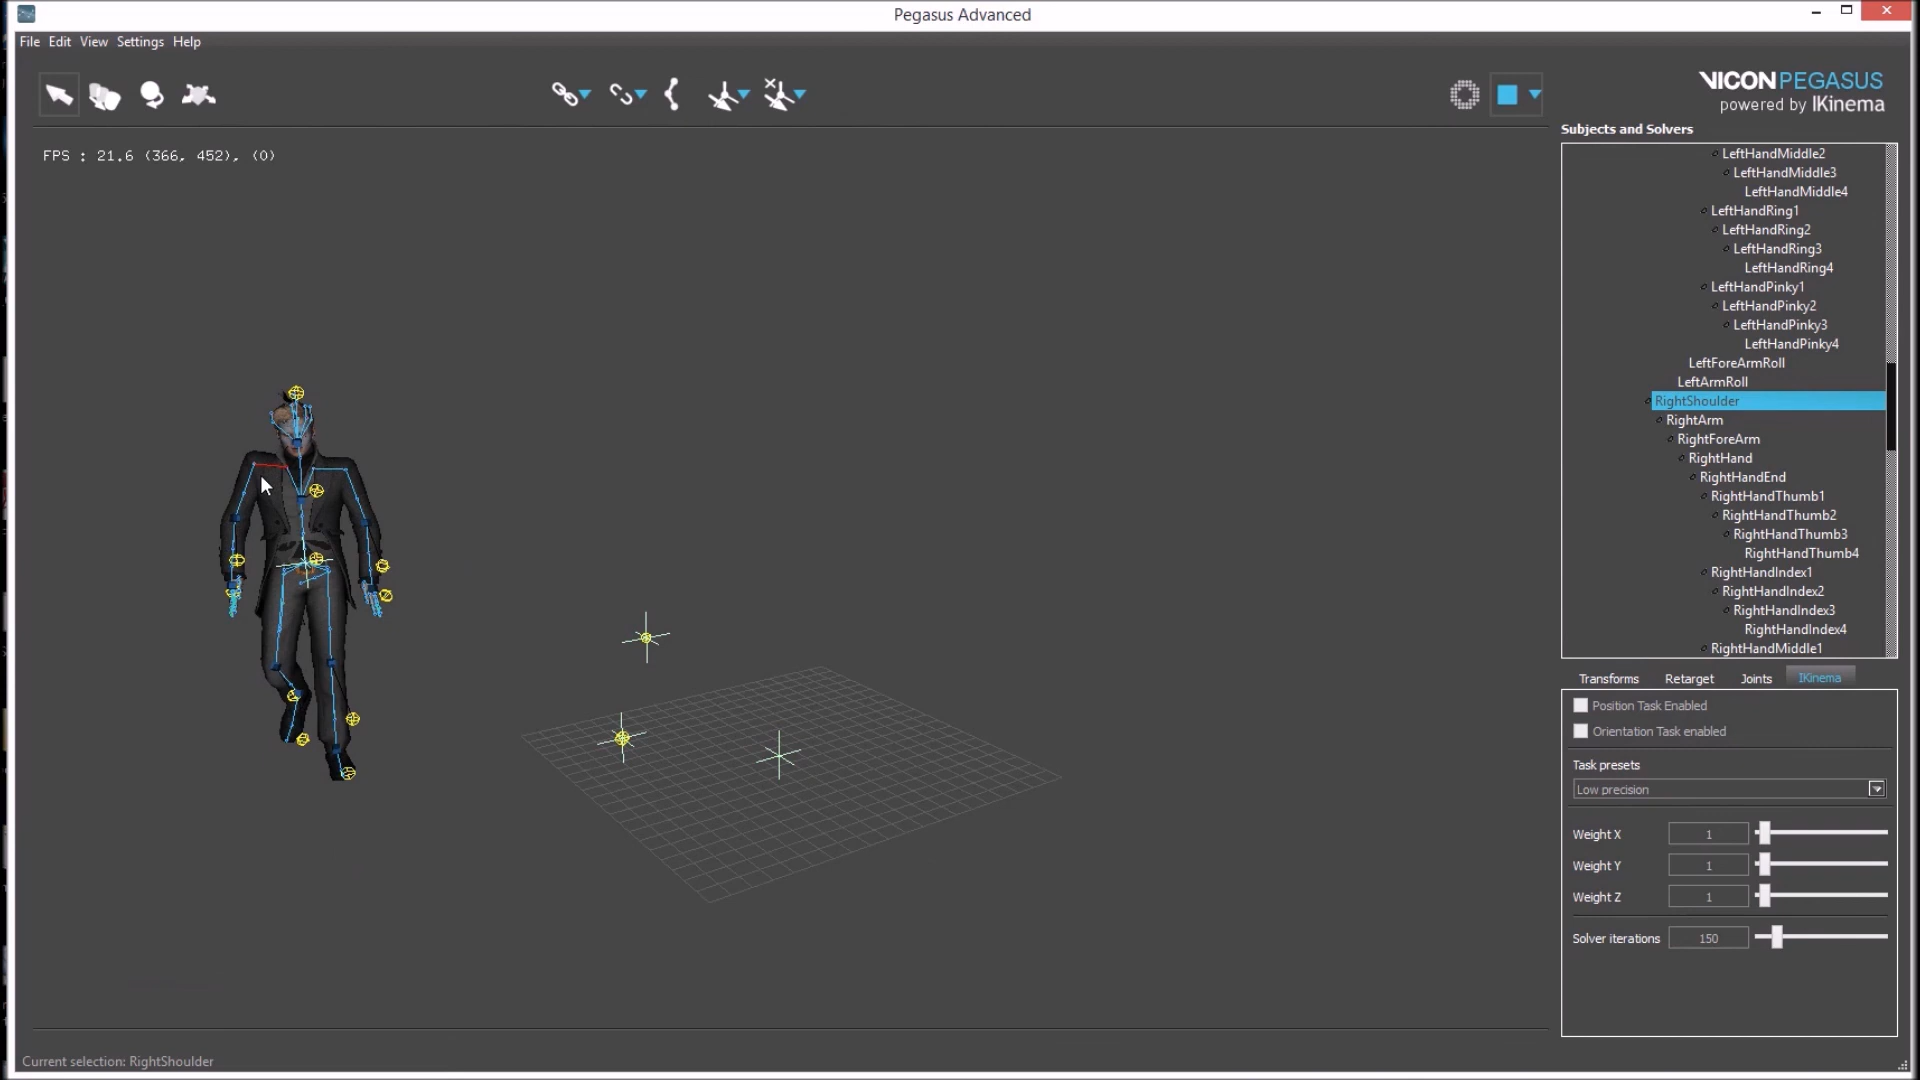 Pegasus Advanced
File Edit View Settings Help
VICON PEGASUS
powered by IKinema
FPS : 21.6 (366, 452), (0)
Subjects and Solvers
LeftHandMiddle2
LeftHandMiddle3
LeftHandMiddle4
LeftHandRing1
LeftHandRing2
LeftHandRing3
LeftHandRing4
LeftHandPinky1
LeftHandPinky2
LeftHandPinky3
LeftHandPinky4
LeftForeArmRoll
LeftArmRoll
RightShoulder
RightArm
RightForeArm
RightHand
RightHandEnd
RightHandThumb1
RightHandThumb2
RightHandThumb3
RightHandThumb4
RightHandIndex1
RightHandIndex2
RightHandIndex3
RightHandIndex4
RightHandMiddle1
Transforms Retarget Joints IKinema
Position Task Enabled
Orientation Task enabled
Task presets
Low precision
Weight X 1
Weight Y 1
Weight Z 1
Solver iterations 150
Current selection: RightShoulder